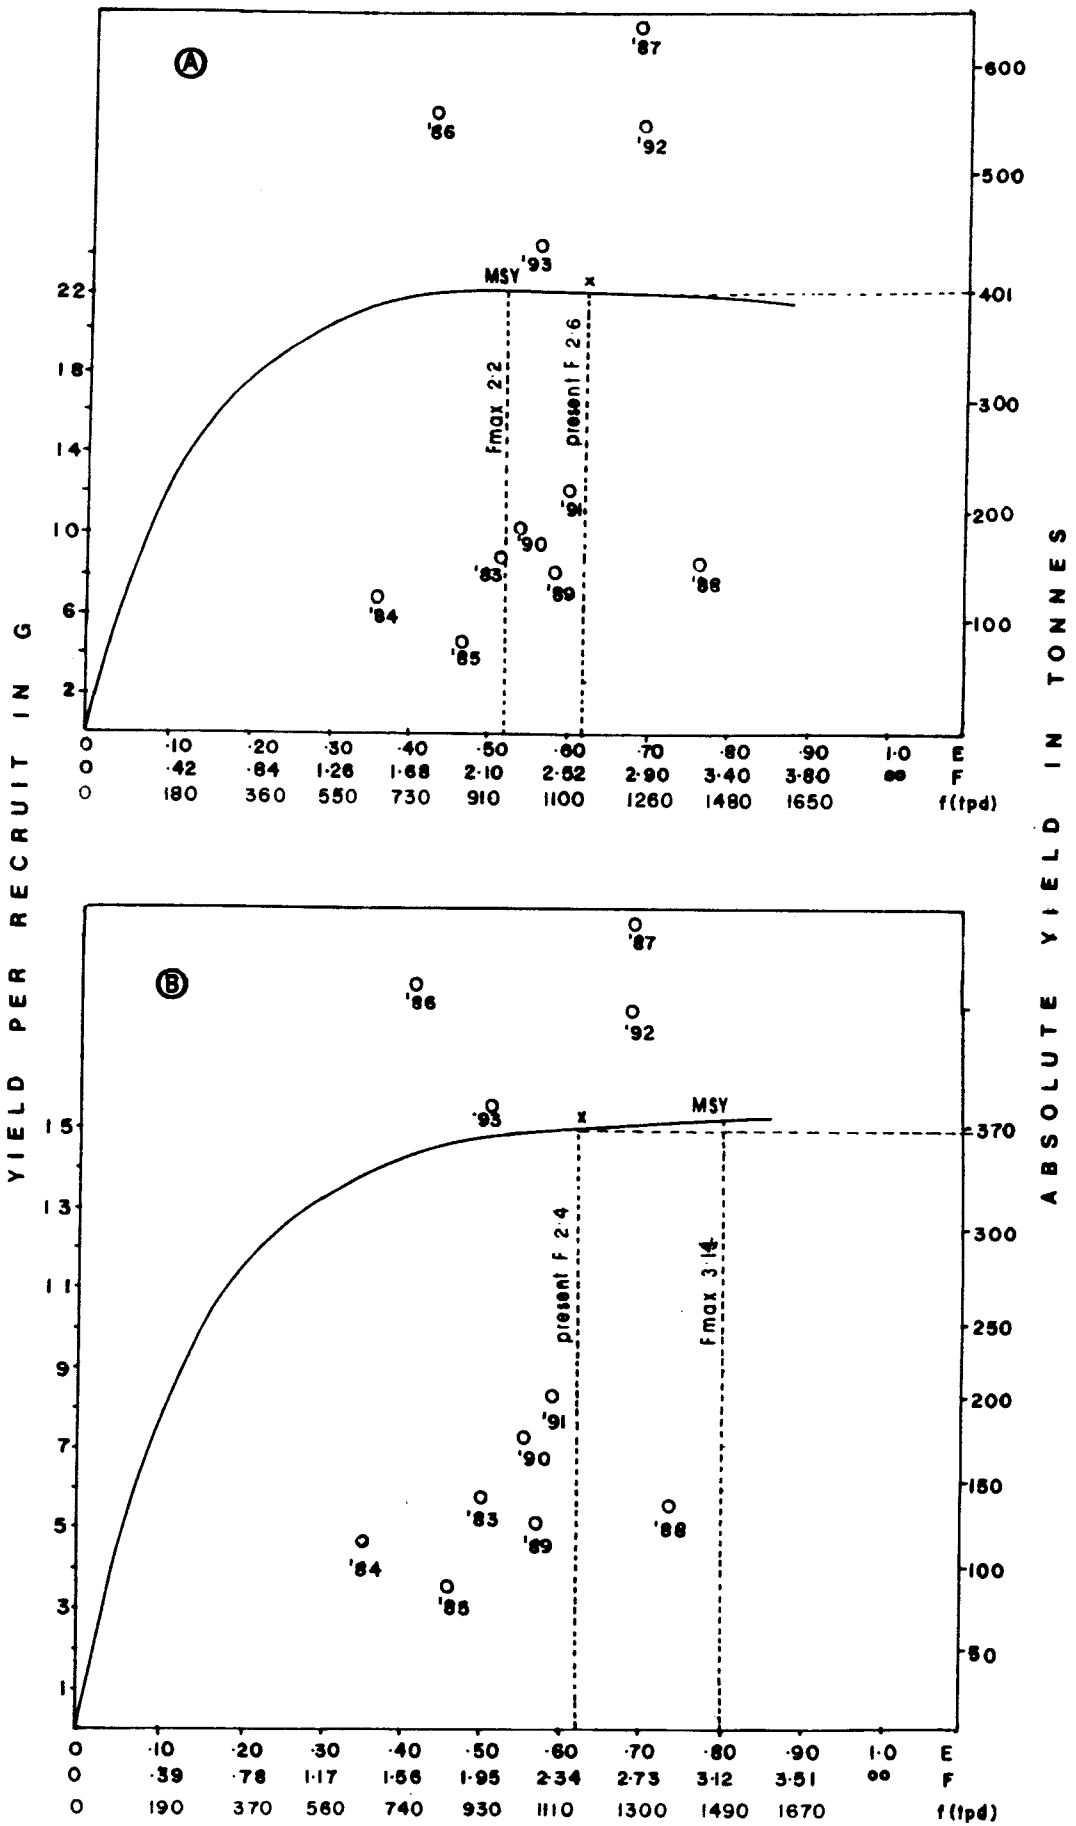 A
'87
600
'86
'92
500
'93
MSY
x
22
401
18
Fmax 2.2
present F 2.6
300
14
'91
200
10
'90
'83
'89
'88
'84
6
'85
100
2
0 .10 .20 .30 .40 .50 .60 .70 .80 .90 1.0 E
0 .42 .84 1.26 1.68 2.10 2.52 2.90 3.40 3.80 ∞ F
0 180 360 550 730 910 1100 1260 1480 1650 f(tpd)
YIELD PER RECRUIT IN G
ABSOLUTE YIELD IN TONNES
B
'87
'86
'92
'93
x
MSY
15
370
13
present F 2.4
300
Fmax 3.14
11
250
9
'91
200
7
'90
150
'83
'88
5
'89
'84
100
'85
3
50
1
0 .10 .20 .30 .40 .50 .60 .70 .80 .90 1.0 E
0 .39 .78 1.17 1.56 1.95 2.34 2.73 3.12 3.51 ∞ F
0 190 370 560 740 930 1110 1300 1490 1670 f(tpd)